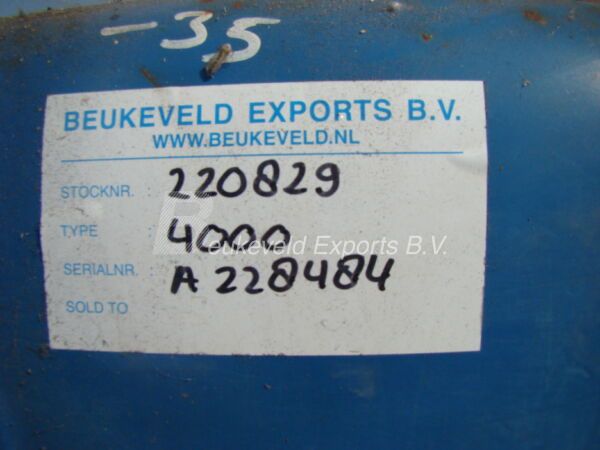 -35
BEUKEVELD EXPORTS B.V.
WWW.BEUKEVELD.NL
STOCKNR. : 220829
TYPE : 4000
Beukeveld Exports B.V.
SERIALNR. : A 228484
SOLD TO :